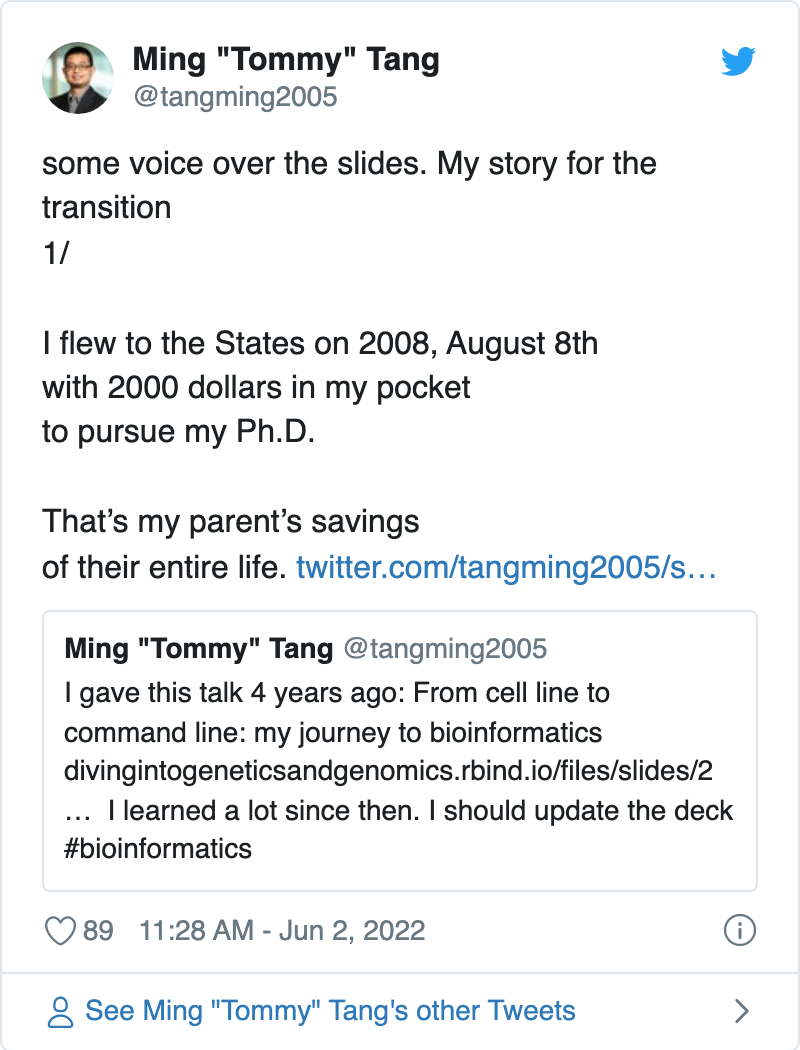 Ming "Tommy" Tang
@tangming2005
some voice over the slides. My story for the
transition
1/
I flew to the States on 2008, August 8th
with 2000 dollars in my pocket
to pursue my Ph.D.
That’s my parent’s savings
of their entire life. twitter.com/tangming2005/s…
Ming "Tommy" Tang @tangming2005
I gave this talk 4 years ago: From cell line to
command line: my journey to bioinformatics
divingintogeneticsandgenomics.rbind.io/files/slides/2
… I learned a lot since then. I should update the deck
#bioinformatics
89 11:28 AM - Jun 2, 2022
See Ming "Tommy" Tang's other Tweets